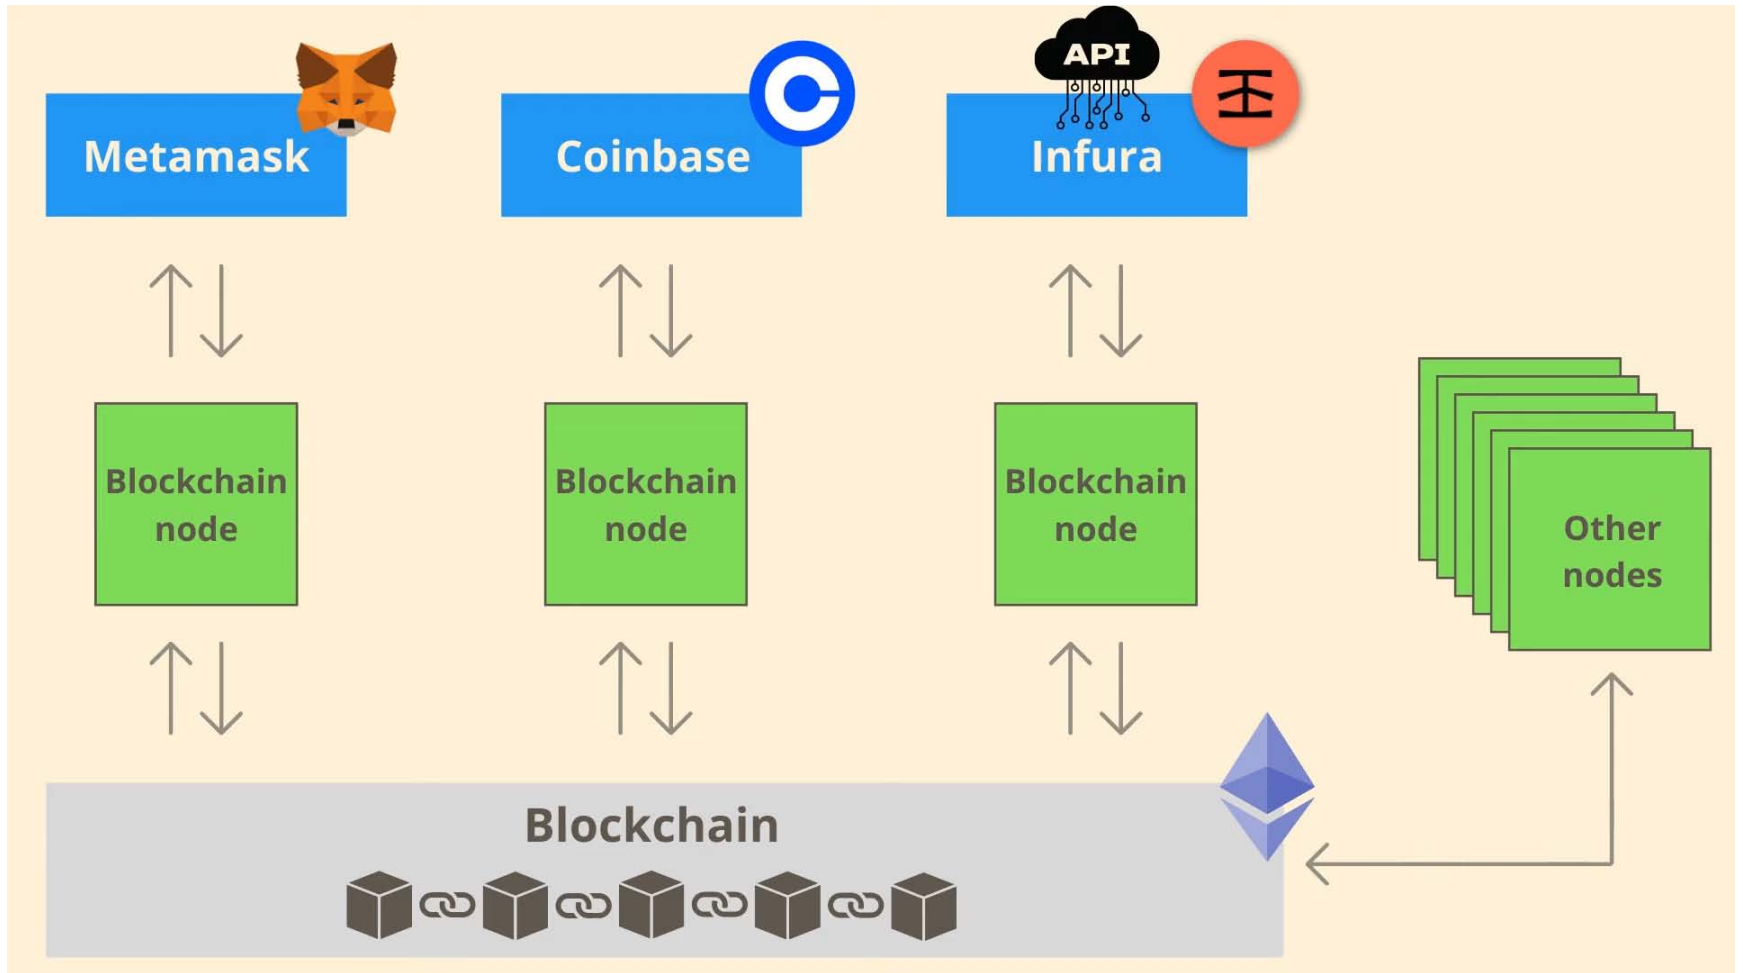 API
Metamask
Coinbase
Infura
Blockchain
node
Blockchain
node
Blockchain
node
Other
nodes
Blockchain